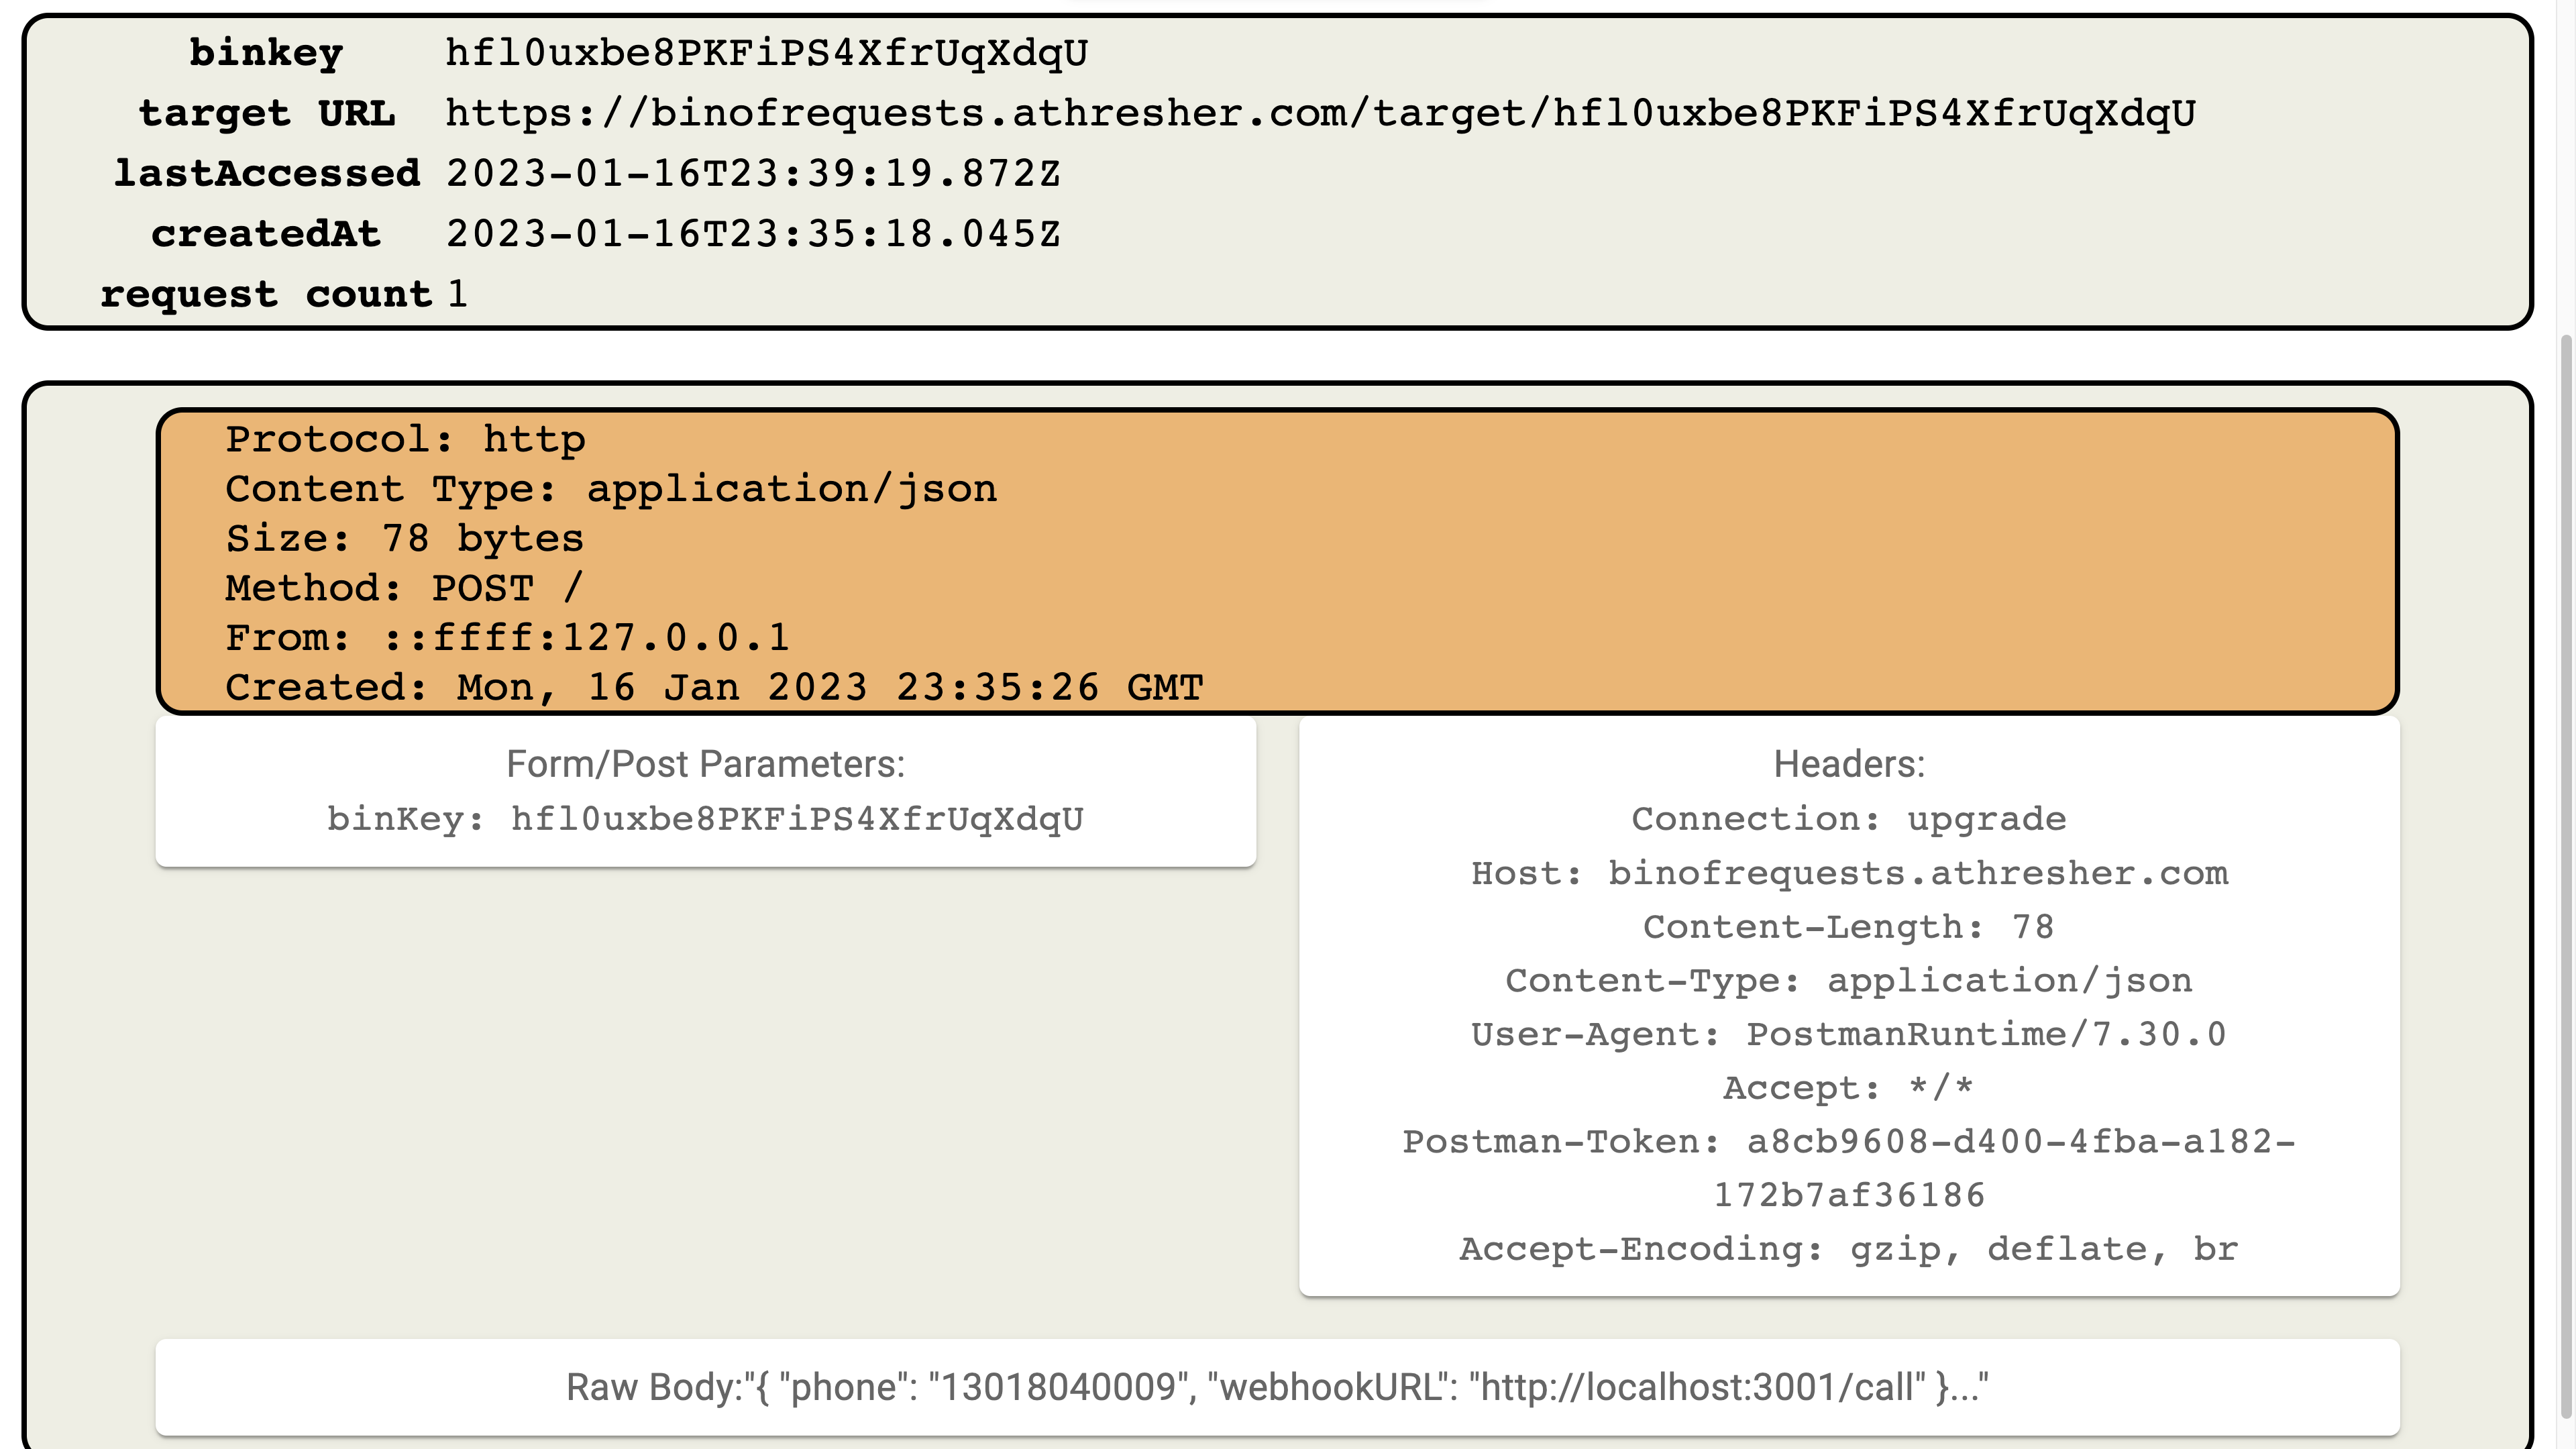 binkey hfl0uxbe8PKFiPS4XfrUqXdqU
target URL https://binofrequests.athresher.com/target/hfl0uxbe8PKFiPS4XfrUqXdqU
lastAccessed 2023-01-16T23:39:19.872Z
createdAt 2023-01-16T23:35:18.045Z
request count 1
Protocol: http
Content Type: application/json
Size: 78 bytes
Method: POST /
From: ::ffff:127.0.0.1
Created: Mon, 16 Jan 2023 23:35:26 GMT
Form/Post Parameters:
binKey: hfl0uxbe8PKFiPS4XfrUqXdqU
Headers:
Connection: upgrade
Host: binofrequests.athresher.com
Content-Length: 78
Content-Type: application/json
User-Agent: PostmanRuntime/7.30.0
Accept: */*
Postman-Token: a8cb9608-d400-4fba-a182-
172b7af36186
Accept-Encoding: gzip, deflate, br
Raw Body:"{ "phone": "13018040009", "webhookURL": "http://localhost:3001/call" }..."